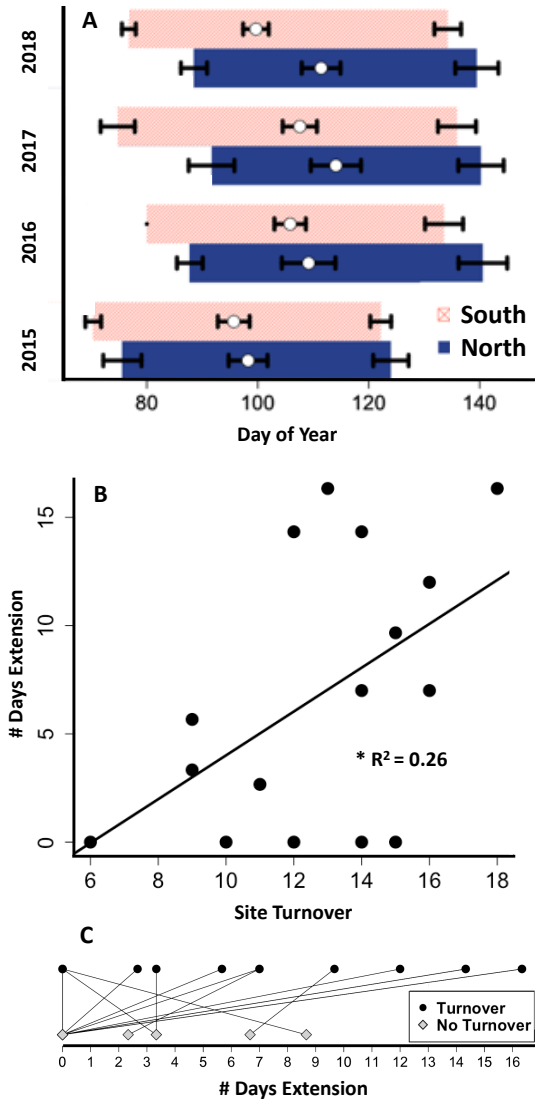 A
2018
2017
2016
2015
South
North
80 100 120 140
Day of Year
B
15
10
5
0
# Days Extension
* R² = 0.26
6 8 10 12 14 16 18
Site Turnover
C
Turnover
No Turnover
0 1 2 3 4 5 6 7 8 9 10 11 12 13 14 15 16
# Days Extension